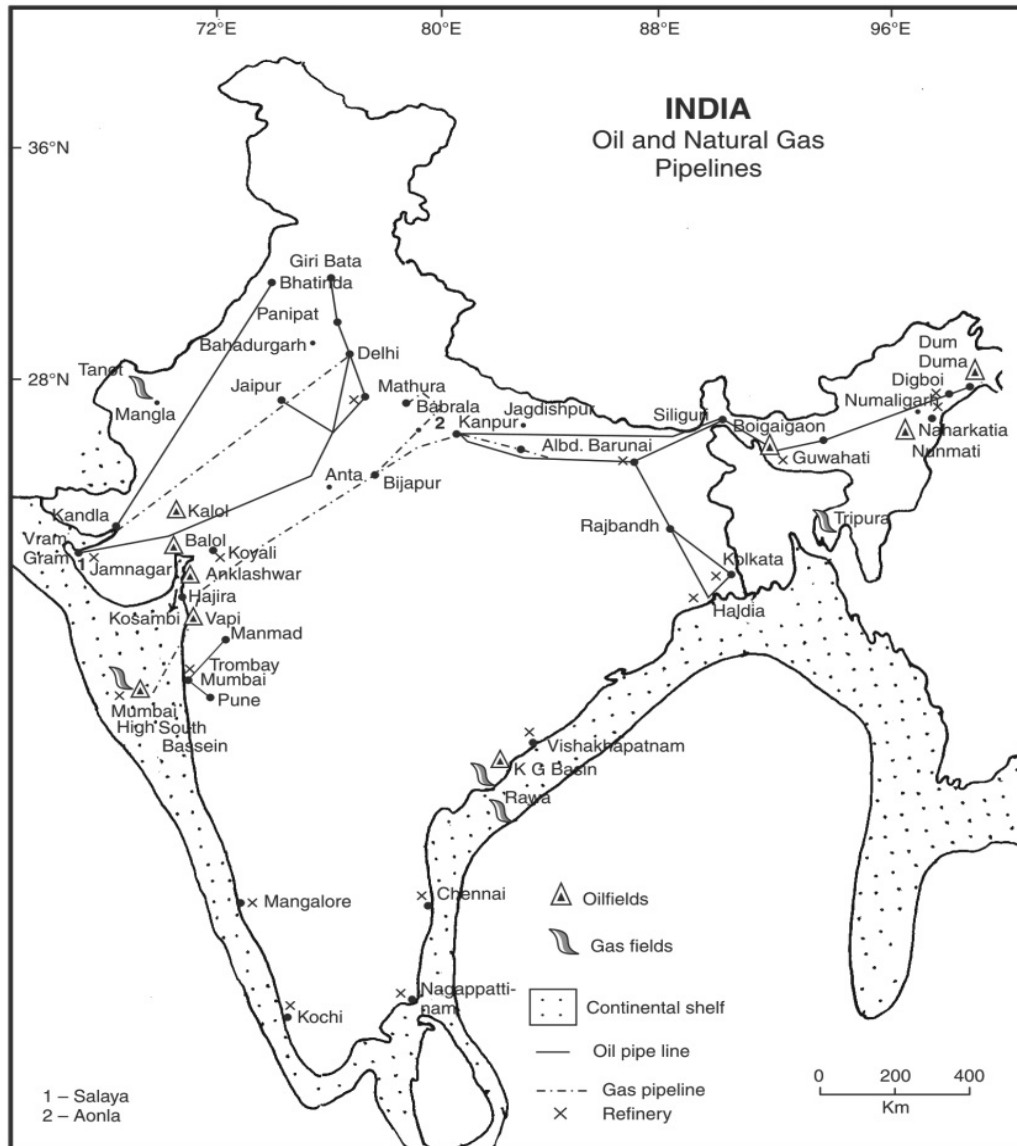 72°E
80°E
88°E
96°E
INDIA
Oil and Natural Gas
Pipelines
36°N
28°N
Giri Bata
Bhatinda
Panipat
Bahadurgarh
Delhi
Tanot
Mangla
Jaipur
Mathura
Babrala
2
Kanpur
Jagdishpur
Siliguri
Dum
Duma
Digboi
Numaligarh
Boigaigaon
Naharkatia
Nunmati
Albd.
Barunai
Guwahati
Anta
Bijapur
Kandla
Kalol
Rajbandh
Tripura
Vram
Gram
1
Jamnagar
Balol
Koyali
Anklashwar
Kolkata
Hajira
Haldia
Kosambi
Vapi
Manmad
Trombay
Mumbai
Pune
Mumbai
High South
Bassein
Vishakhapatnam
K G Basin
Rawa
Mangalore
Chennai
Oilfields
Gas fields
Nagappatti-
nam
Kochi
Continental shelf
Oil pipe line
Gas pipeline
Refinery
0 200 400
Km
1 – Salaya
2 – Aonla